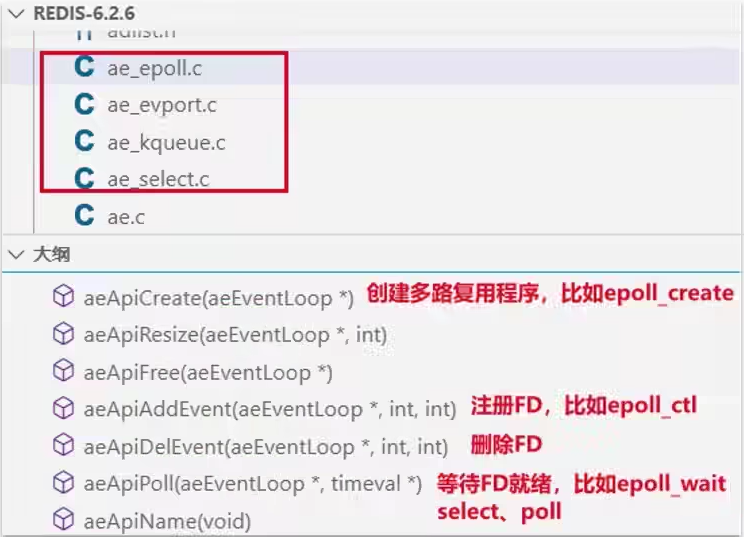 REDIS-6.2.6
adlist.h
C ae_epoll.c
C ae_evport.c
C ae_kqueue.c
C ae_select.c
C ae.c
大纲
aeApiCreate(aeEventLoop *) 创建多路复用程序，比如epoll_create
aeApiResize(aeEventLoop *, int)
aeApiFree(aeEventLoop *)
aeApiAddEvent(aeEventLoop *, int, int) 注册FD，比如epoll_ctl
aeApiDelEvent(aeEventLoop *, int, int) 删除FD
aeApiPoll(aeEventLoop *, timeval *) 等待FD就绪，比如epoll_wait
select、poll
aeApiName(void)